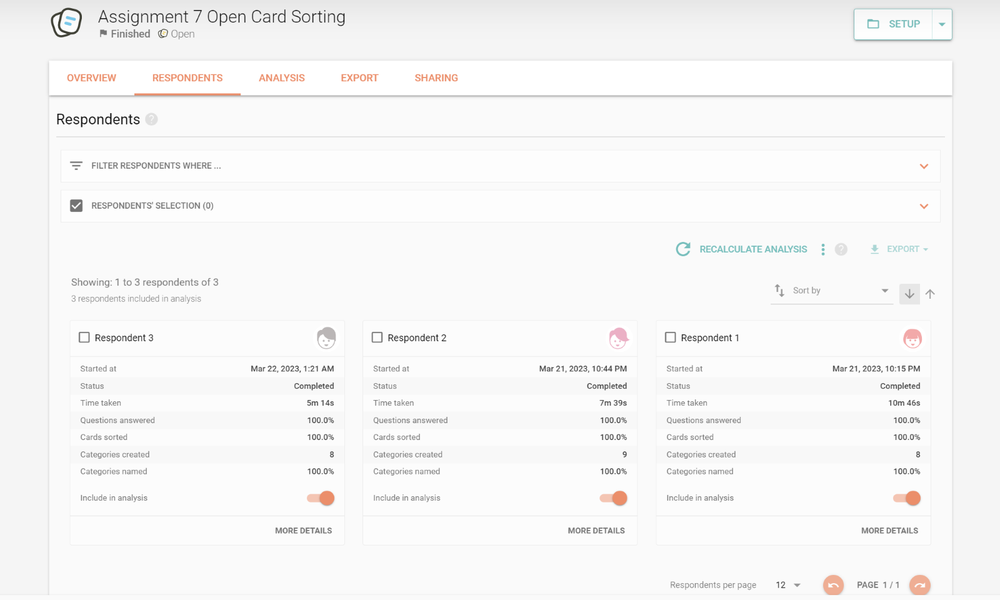 Assignment 7 Open Card Sorting
Finished Open
SETUP
OVERVIEW RESPONDENTS ANALYSIS EXPORT SHARING
Respondents ?
FILTER RESPONDENTS WHERE ...
RESPONDENTS' SELECTION (0)
RECALCULATE ANALYSIS ? EXPORT
Showing: 1 to 3 respondents of 3
3 respondents included in analysis
Sort by
Respondent 3
Started at Mar 22, 2023, 1:21 AM
Status Completed
Time taken 5m 14s
Questions answered 100.0%
Cards sorted 100.0%
Categories created 8
Categories named 100.0%
Include in analysis
MORE DETAILS
Respondent 2
Started at Mar 21, 2023, 10:44 PM
Status Completed
Time taken 7m 39s
Questions answered 100.0%
Cards sorted 100.0%
Categories created 9
Categories named 100.0%
Include in analysis
MORE DETAILS
Respondent 1
Started at Mar 21, 2023, 10:15 PM
Status Completed
Time taken 10m 46s
Questions answered 100.0%
Cards sorted 100.0%
Categories created 8
Categories named 100.0%
Include in analysis
MORE DETAILS
Respondents per page 12 PAGE 1 / 1